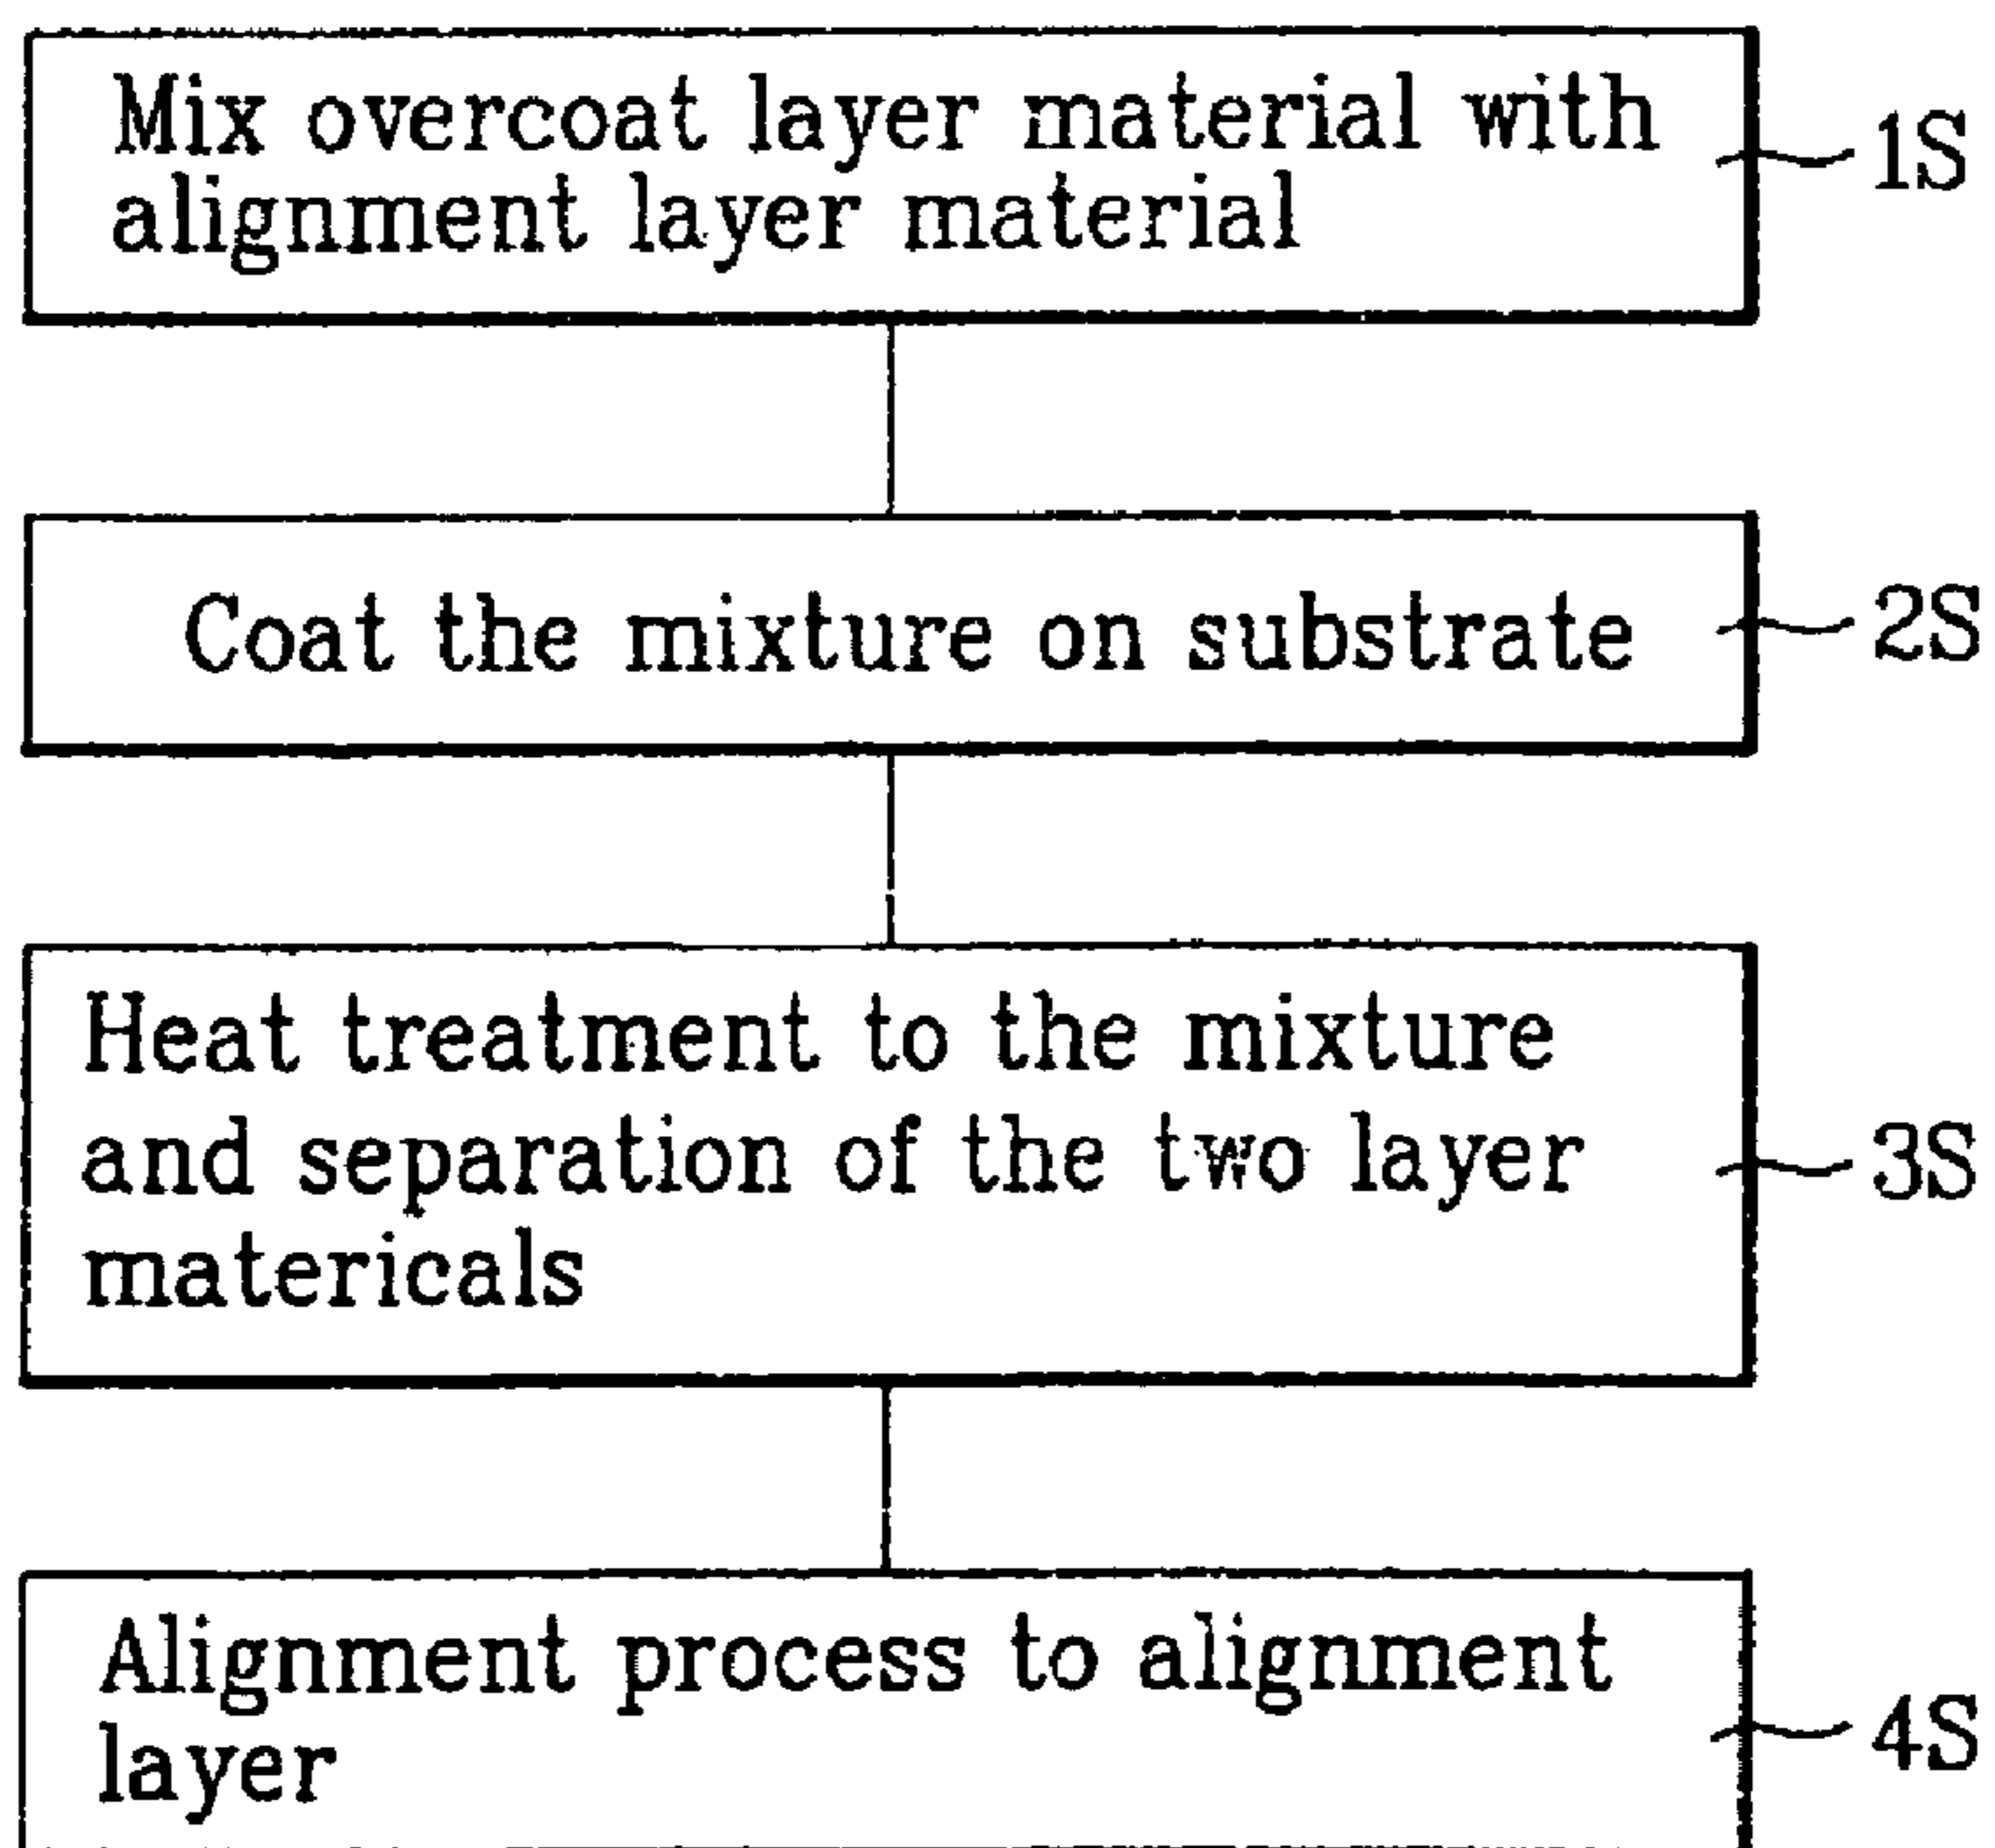 Mix overcoat layer material with
alignment layer material
1S
Coat the mixture on substrate
2S
Heat treatment to the mixture
and separation of the two layer
matericals
3S
Alignment process to alignment
layer
4S